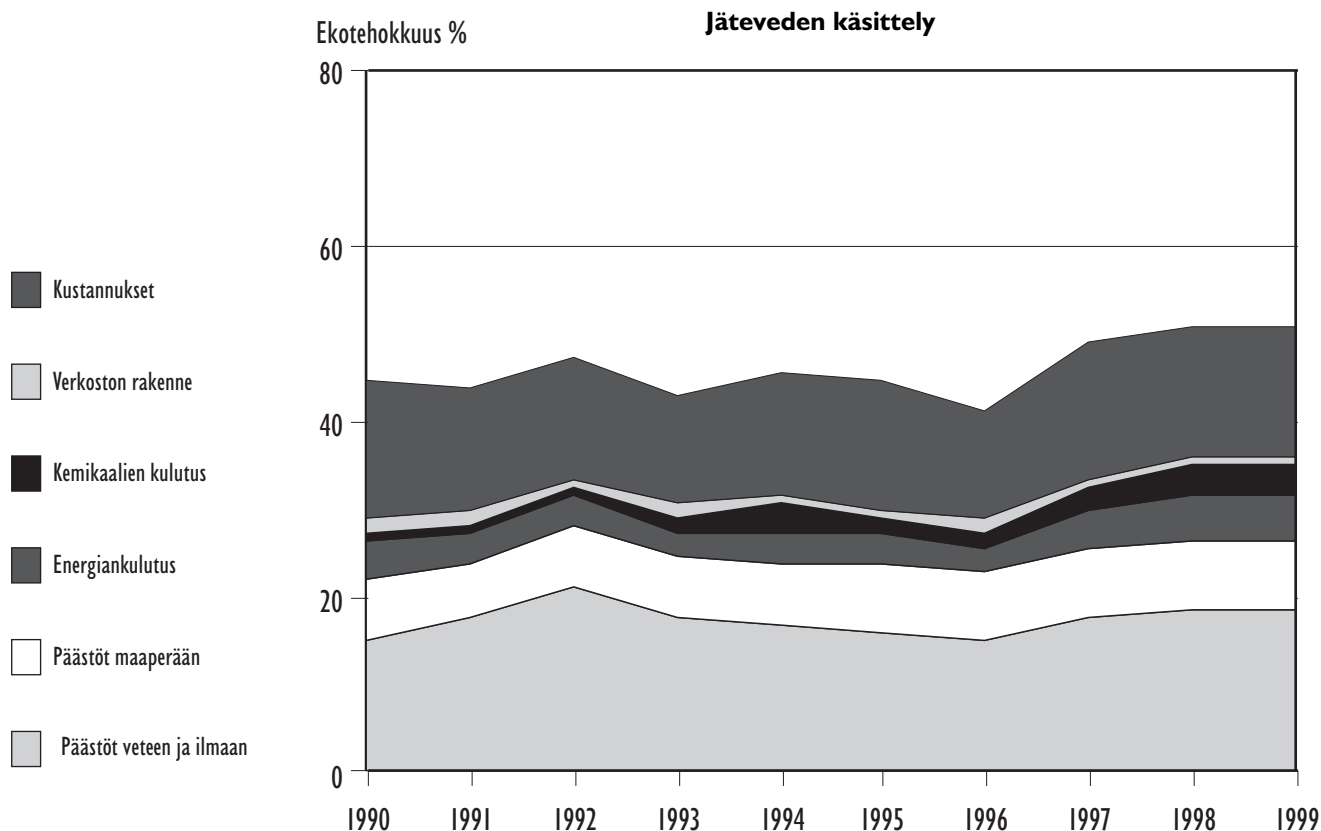 Jäteveden käsittely
Ekotehokkuus %
80
60
40
20
0
Kustannukset
Verkoston rakenne
Kemikaalien kulutus
Energiankulutus
Päästöt maaperään
Päästöt veteen ja ilmaan
1990 1991 1992 1993 1994 1995 1996 1997 1998 1999